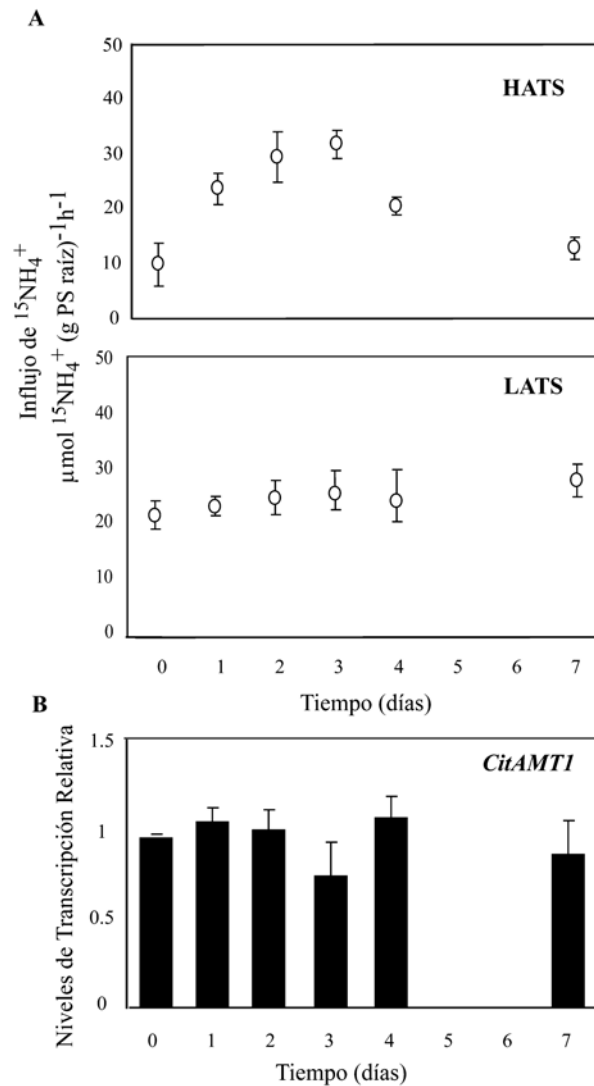 A
50
40
30
20
10
0
HATS
Influjo de ¹⁵NH₄⁺
µmol ¹⁵NH₄⁺ (g PS raíz)⁻¹h⁻¹
50
40
30
20
10
0
LATS
0 1 2 3 4 5 6 7
Tiempo (días)
B
1.5
1
0.5
0
CitAMT1
Niveles de Transcripción Relativa
0 1 2 3 4 5 6 7
Tiempo (días)